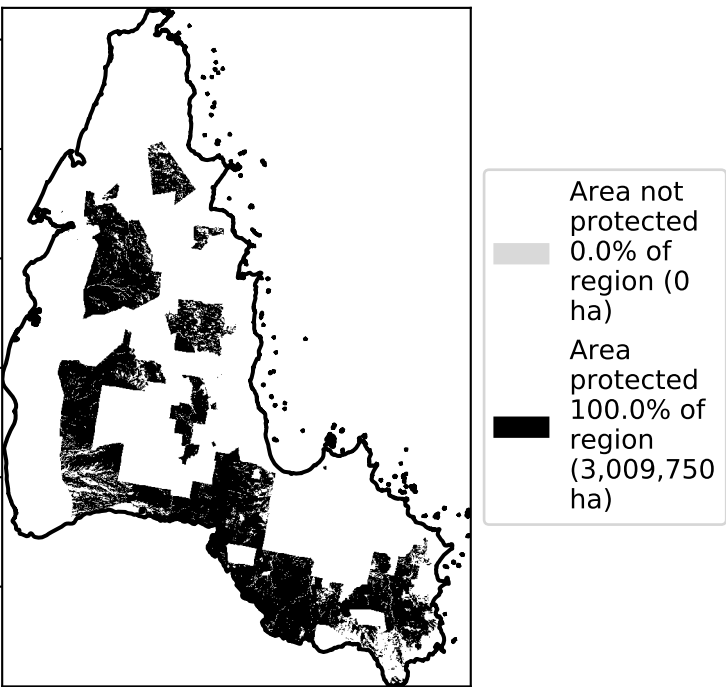 Area not
protected
0.0% of
region (0
ha)
Area
protected
100.0% of
region
(3,009,750
ha)